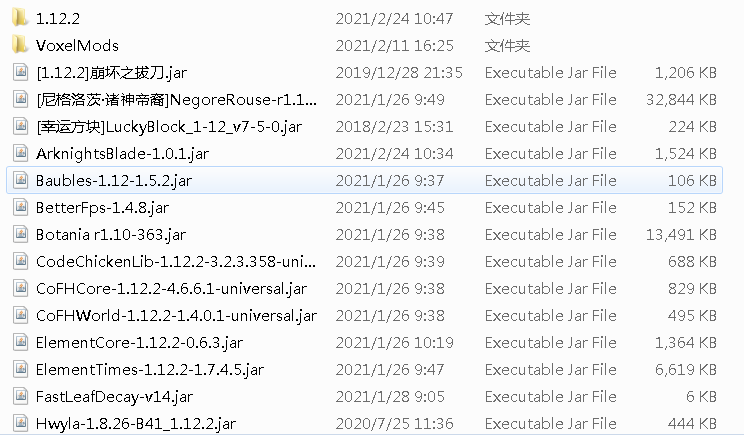 1.12.2 2021/2/24 10:47 文件夹
VoxelMods 2021/2/11 16:25 文件夹
[1.12.2]崩坏之拔刀.jar 2019/12/28 21:35 Executable Jar File 1,206 KB
[尼格洛茨·诸神帝裔]NegoreRouse-r1.1... 2021/1/26 9:49 Executable Jar File 32,844 KB
[幸运方块]LuckyBlock_1-12_v7-5-0.jar 2018/2/23 15:31 Executable Jar File 224 KB
ArknightsBlade-1.0.1.jar 2021/2/24 10:34 Executable Jar File 1,524 KB
Baubles-1.12-1.5.2.jar 2021/1/26 9:37 Executable Jar File 106 KB
BetterFps-1.4.8.jar 2021/1/26 9:45 Executable Jar File 152 KB
Botania r1.10-363.jar 2021/1/26 9:38 Executable Jar File 13,491 KB
CodeChickenLib-1.12.2-3.2.3.358-uni... 2021/1/26 9:39 Executable Jar File 688 KB
CoFHCore-1.12.2-4.6.6.1-universal.jar 2021/1/26 9:38 Executable Jar File 829 KB
CoFHWorld-1.12.2-1.4.0.1-universal.jar 2021/1/26 9:38 Executable Jar File 495 KB
ElementCore-1.12.2-0.6.3.jar 2021/1/26 10:19 Executable Jar File 1,364 KB
ElementTimes-1.12.2-1.7.4.5.jar 2021/1/26 9:47 Executable Jar File 6,619 KB
FastLeafDecay-v14.jar 2021/1/28 9:05 Executable Jar File 6 KB
Hwyla-1.8.26-B41_1.12.2.jar 2020/7/25 11:36 Executable Jar File 444 KB